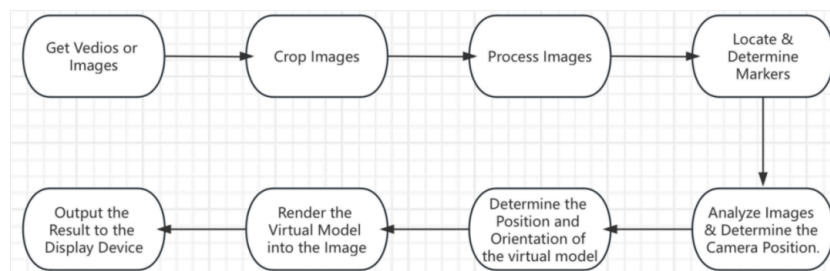 Get Vedios or
Images
Crop Images
Process Images
Locate &
Determine
Markers
Analyze Images
& Determine the
Camera Position.
Determine the
Position and
Orientation of
the virtual model
Render the
Virtual Model
into the Image
Output the
Result to the
Display Device